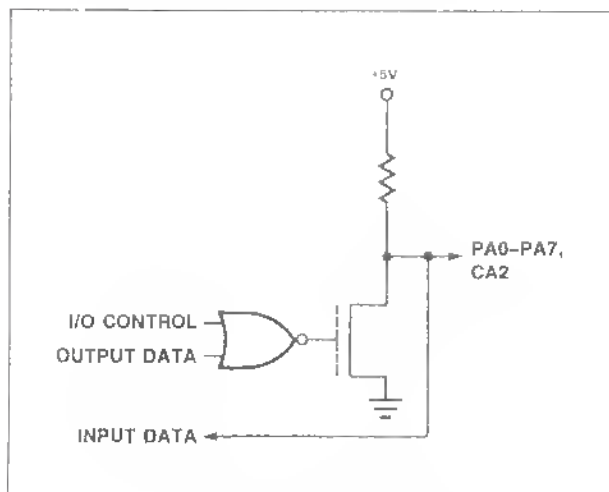 +5V
PA0-PA7,
CA2
I/O CONTROL
OUTPUT DATA
INPUT DATA